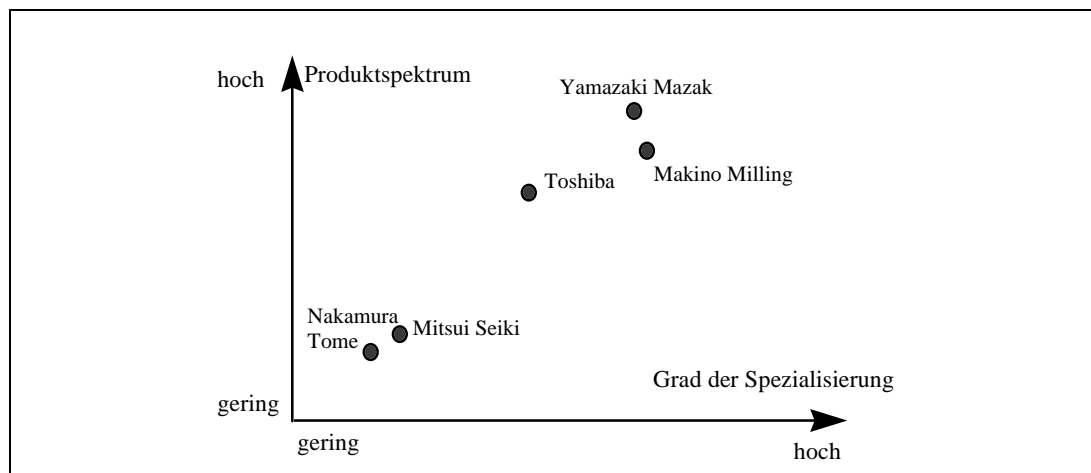 hoch
Produktspektrum
Yamazaki Mazak
Makino Milling
Toshiba
Nakamura
Tome
Mitsui Seiki
Grad der Spezialisierung
gering
gering
hoch